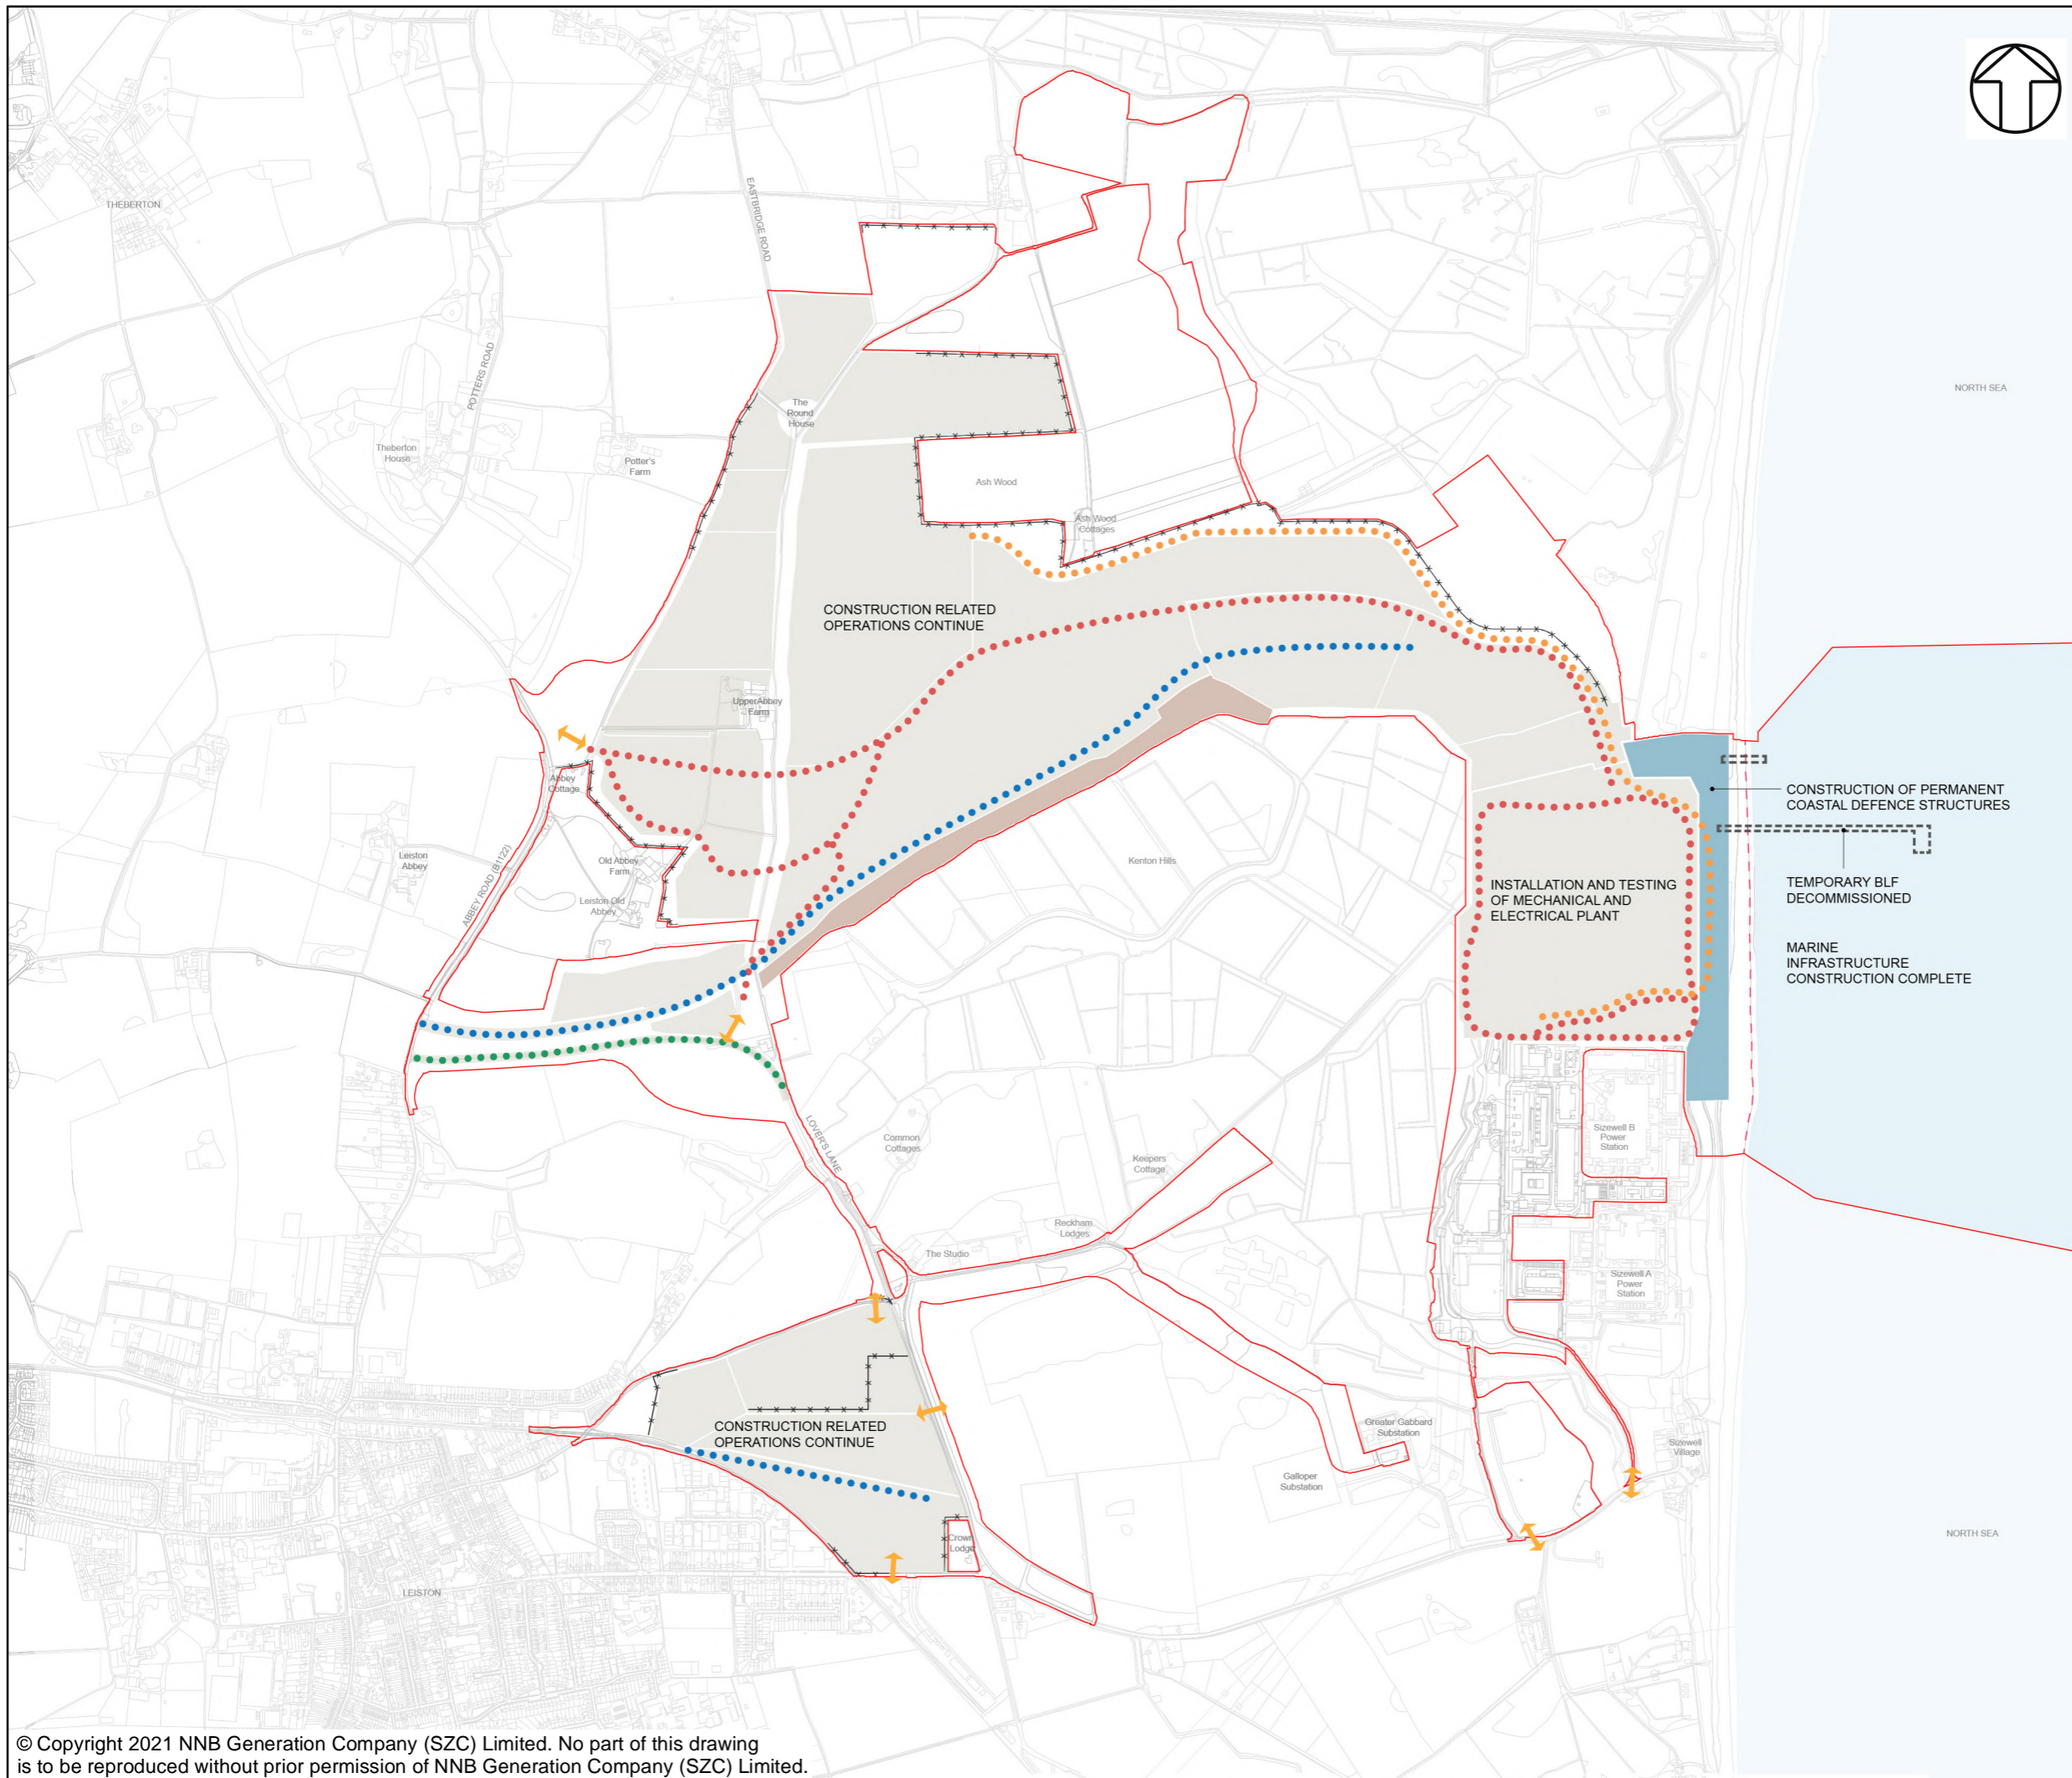 THEBERTON
EASTBRIDGE ROAD
POTTERS ROAD
NORTH SEA
The
Round
House
Theberton
House
Potter's
Farm
Ash Wood
Ash Wood
Cottages
CONSTRUCTION RELATED
OPERATIONS CONTINUE
UpperAbbey
Farm
Abbey
Cottage
CONSTRUCTION OF PERMANENT
COASTAL DEFENCE STRUCTURES
Leiston
Abbey
ABBEY ROAD (B1122)
Old Abbey
Farm
Leiston Old
Abbey
Kenton Hills
INSTALLATION AND TESTING
OF MECHANICAL AND
ELECTRICAL PLANT
TEMPORARY BLF
DECOMMISSIONED
MARINE
INFRASTRUCTURE
CONSTRUCTION COMPLETE
LOVER'S LANE
Common
Cottages
Keepers
Cottage
Sizewell B
Power
Station
Reckham
Lodges
The Studio
Sizewell A
Power
Station
CONSTRUCTION RELATED
OPERATIONS CONTINUE
Greater Gabbard
Substation
Sizewell
Village
Galloper
Substation
Crown
Lodge
NORTH SEA
LEISTON
© Copyright 2021 NNB Generation Company (SZC) Limited. No part of this drawing
is to be reproduced without prior permission of NNB Generation Company (SZC) Limited.